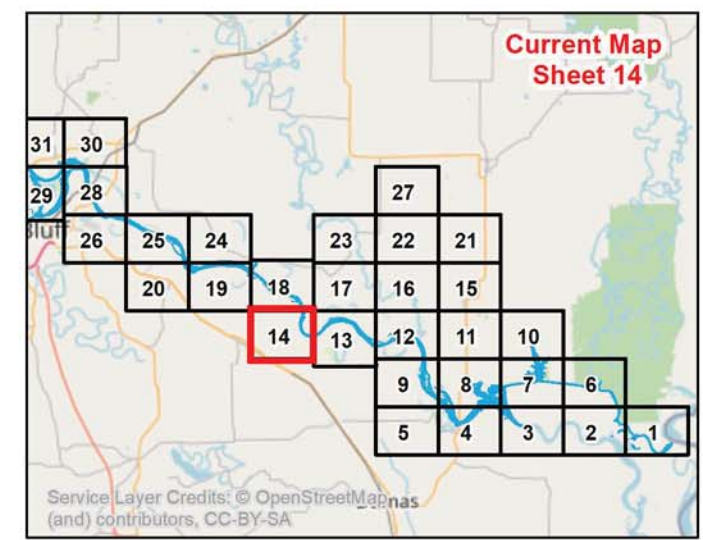 Current Map
Sheet 14
31 30
29 28 27
Bluff 26 25 24 23 22 21
20 19 18 17 16 15
14 13 12 11 10
9 8 7 6
5 4 3 2 1
Service Layer Credits: © OpenStreetMap
(and) contributors, CC-BY-SA